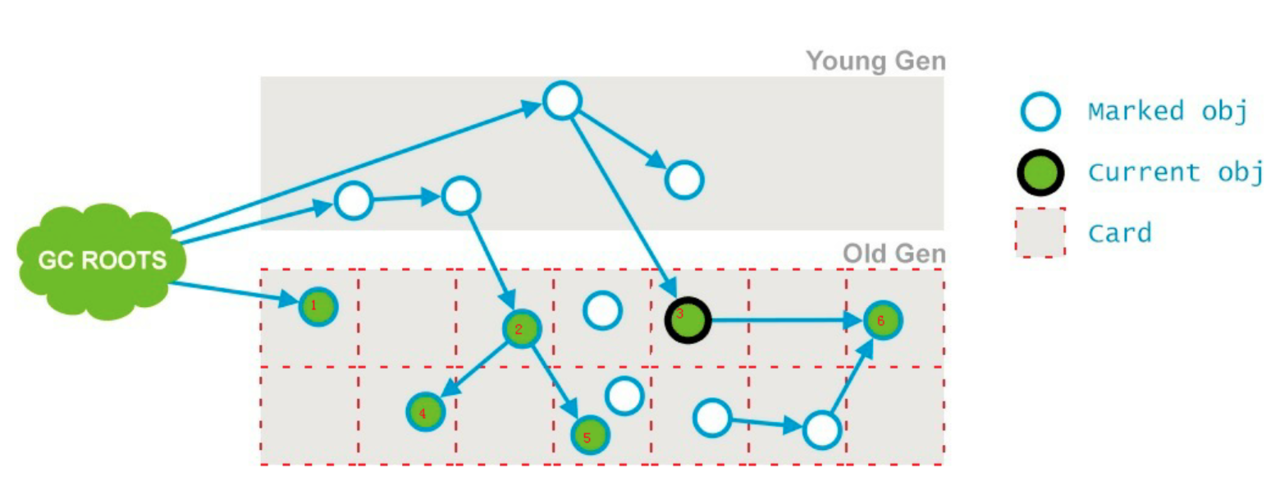 Young Gen
Marked obj
Current obj
Card
GC ROOTS
Old Gen
1
2
3
6
4
5